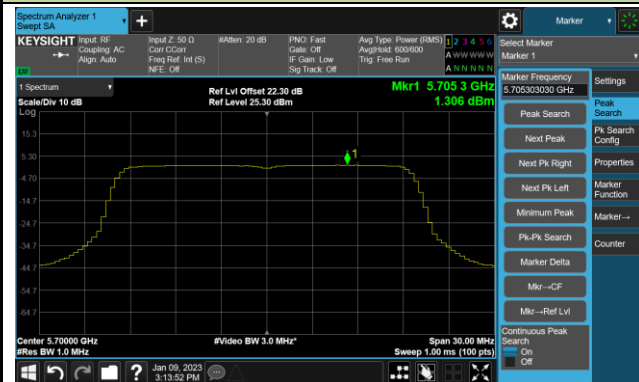 Spectrum Analyzer 1
Swept SA
Marker
KEYSIGHT
Input: RF
Coupling: AC
Align: Auto
Input Z: 50 Ω
Corr CCorr
Freq Ref: Int (S)
NFE: Off
#Atten: 20 dB
PNO: Fast
Gate: Off
IF Gain: Low
Sig Track: Off
Avg Type: Power (RMS)
Avg|Hold: 600/600
Trig: Free Run
1 2 3 4 5 6
A W W W W W
A N N N N N
LXI
1 Spectrum
Scale/Div 10 dB
Log
Ref Lvl Offset 22.30 dB
Ref Level 25.30 dBm
Mkr1 5.705 3 GHz
1.306 dBm
15.3
5.30
-4.70
-14.7
-24.7
-34.7
-44.7
-54.7
-64.7
1
Center 5.70000 GHz
#Res BW 1.0 MHz
#Video BW 3.0 MHz*
Span 30.00 MHz
Sweep 1.00 ms (100 pts)
Select Marker
Marker 1
Marker Frequency
5.705303030 GHz
Peak Search
Next Peak
Next Pk Right
Next Pk Left
Minimum Peak
Pk-Pk Search
Marker Delta
Mkr→CF
Mkr→Ref Lvl
Continuous Peak
Search
On
Off
Settings
Peak
Search
Pk Search
Config
Properties
Marker
Function
Marker→
Counter
Jan 09, 2023
3:13:52 PM